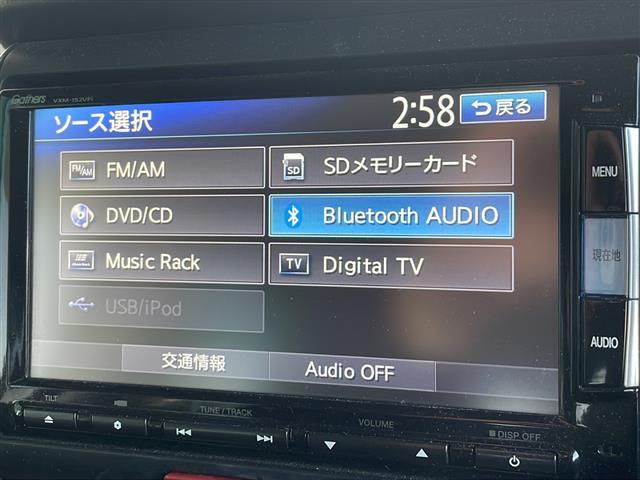 Gathers VXM-152VFi
ソース選択 2:58 戻る
FM/AM FM/AM SD SDメモリーカード
DVD/CD Bluetooth AUDIO
Music Rack TV Digital TV
USB/iPod
交通情報 Audio OFF
MENU
現在地
AUDIO
TILT TUNE / TRACK VOLUME DISP OFF